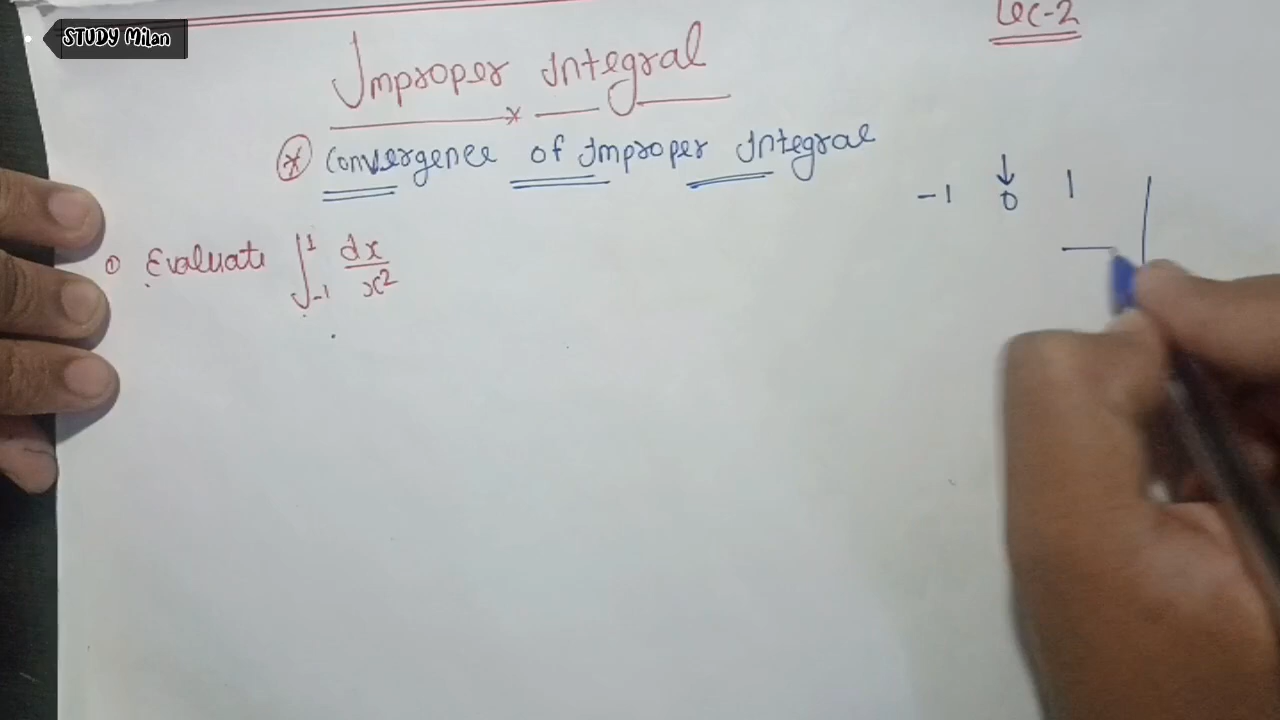 STUDY Milan
Lec-2
Improper Integral
* Convergence of Improper Integral
-1 0 1
① Evaluate ∫₋₁¹ dx/x²